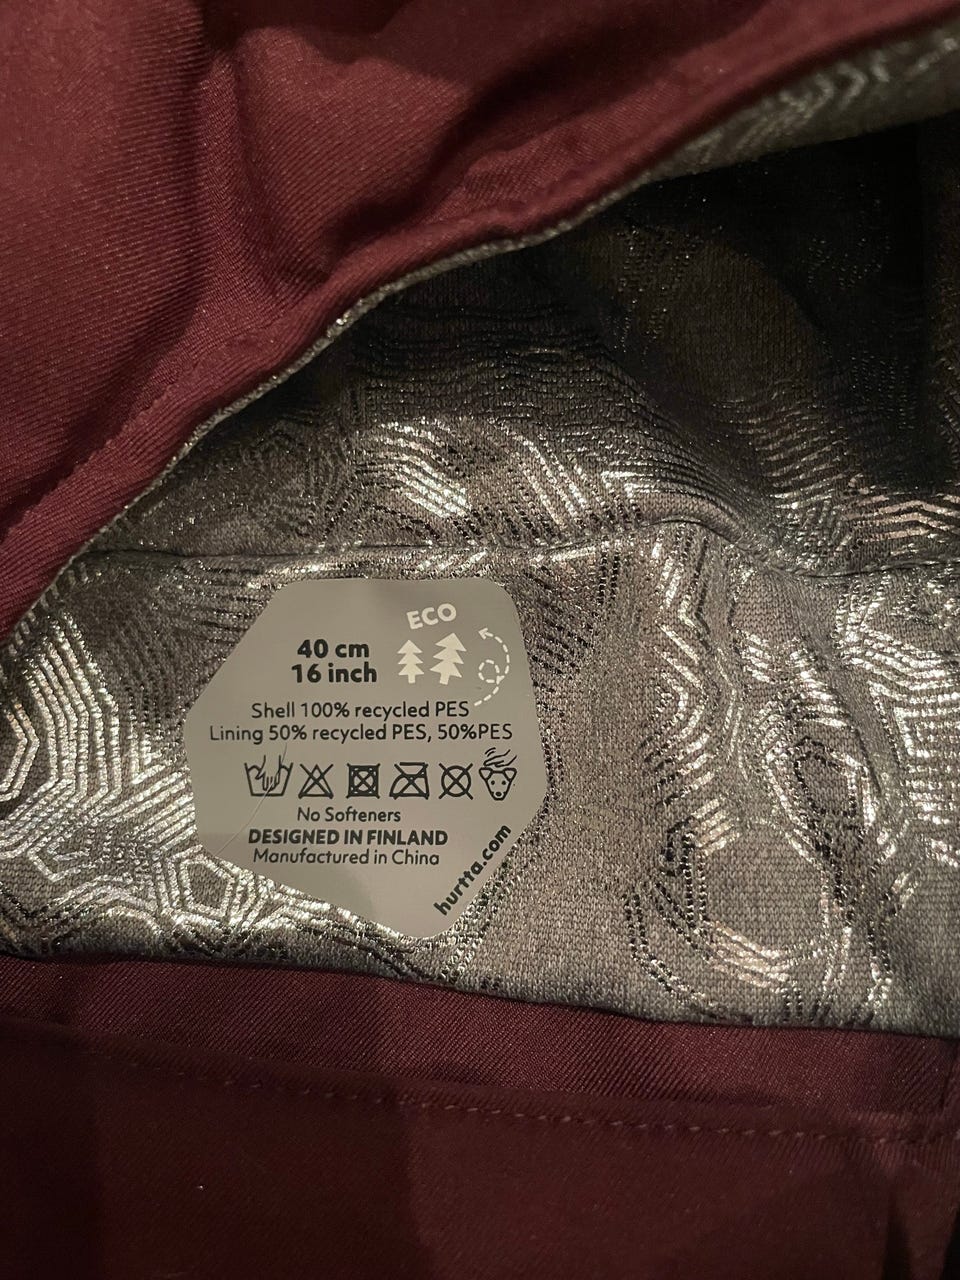 ECO
40 cm
16 inch
Shell 100% recycled PES
Lining 50% recycled PES, 50%PES
No Softeners
DESIGNED IN FINLAND
Manufactured in China
hurtta.com